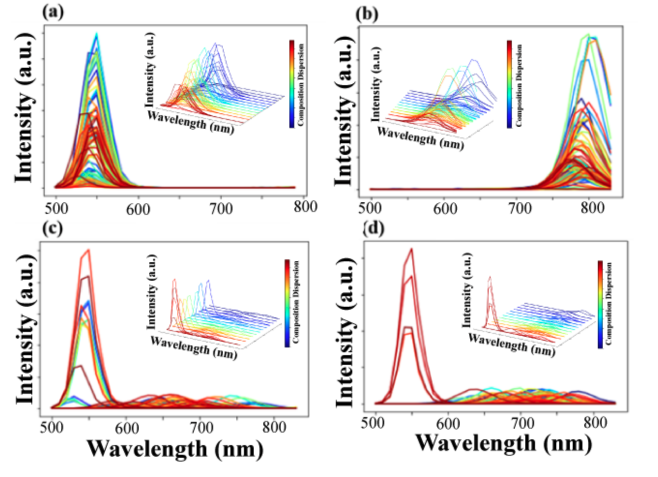 (a)
Intensity (a.u.)
Intensity (a.u.)
Wavelength (nm)
Composition Dispersion
500
600
700
800
(b)
Intensity (a.u.)
Intensity (a.u.)
Wavelength (nm)
Composition Dispersion
500
600
700
800
(c)
Intensity (a.u.)
Intensity (a.u.)
Wavelength (nm)
Composition Dispersion
500
600
700
800
Wavelength (nm)
(d)
Intensity (a.u.)
Intensity (a.u.)
Wavelength (nm)
Composition Dispersion
500
600
700
800
Wavelength (nm)